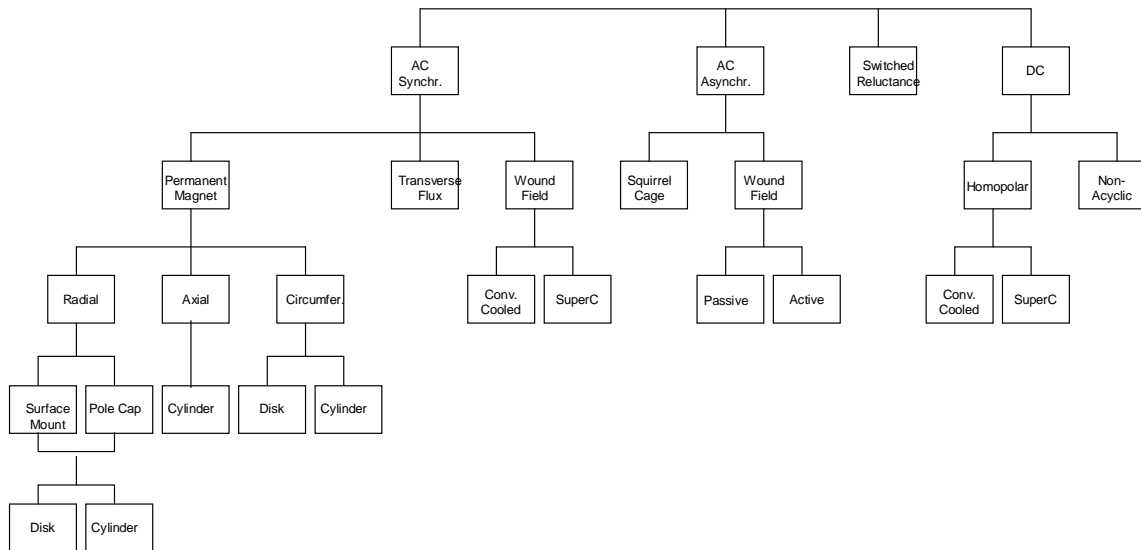 AC
Synchr.
AC
Asynchr.
Switched
Reluctance
DC
Permanent
Magnet
Transverse
Flux
Wound
Field
Squirrel
Cage
Wound
Field
Homopolar
Non-
Acyclic
Radial
Axial
Circumfer.
Conv.
Cooled
SuperC
Passive
Active
Conv.
Cooled
SuperC
Surface
Mount
Pole Cap
Cylinder
Disk
Cylinder
Disk
Cylinder